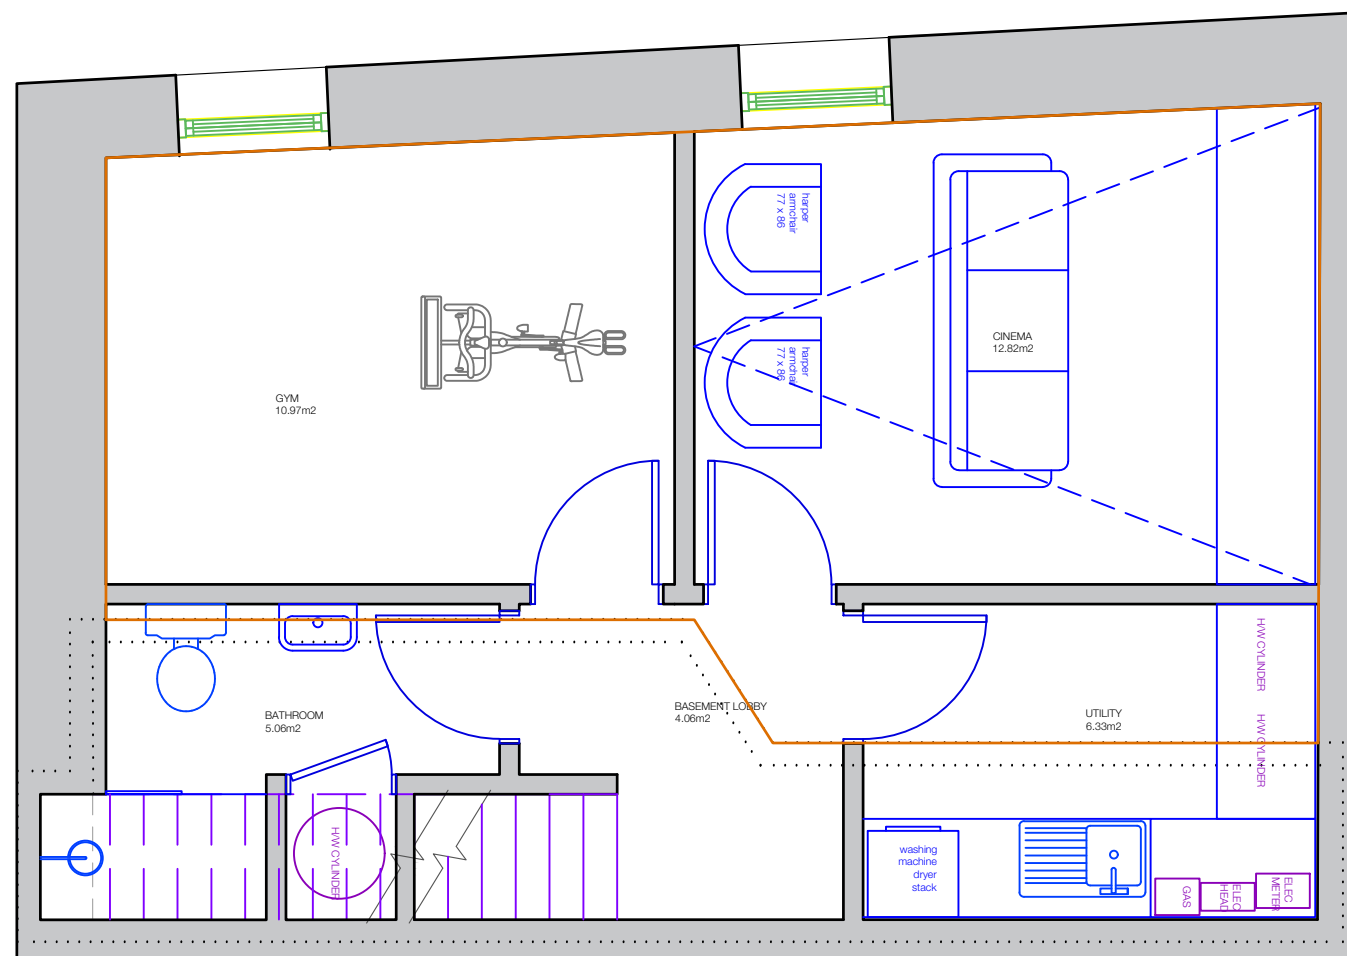 harper
armchair
77 x 86
harper
armchair
77 x 86
CINEMA
12.82m2
GYM
10.97m2
BATHROOM
5.06m2
BASEMENT LOBBY
4.06m2
UTILITY
6.33m2
H/W CYLINDER
H/W CYLINDER
H/W CYLINDER
washing
machine
dryer
stack
GAS
ELEC
HEAD
ELEC
METER